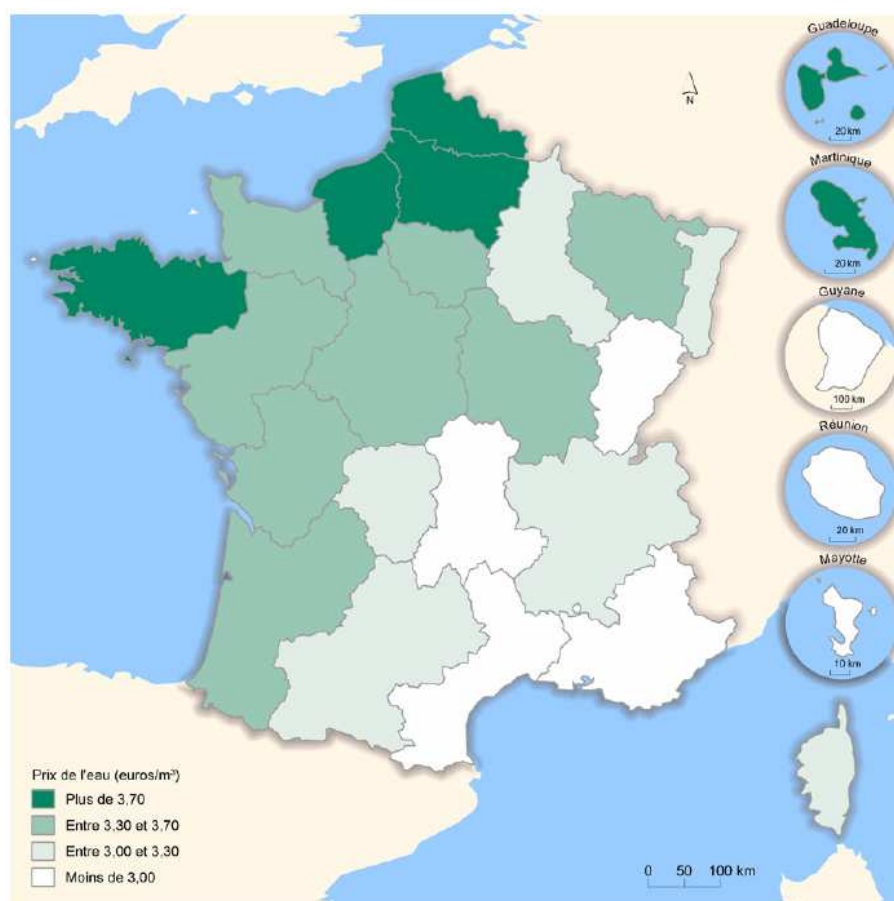 Guadeloupe
20 km
N
Martinique
20 km
Guyane
100 km
Réunion
20 km
Mayotte
10 km
Prix de l'eau (euros/m³)
Plus de 3,70
Entre 3,30 et 3,70
Entre 3,00 et 3,30
Moins de 3,00
0 50 100 km